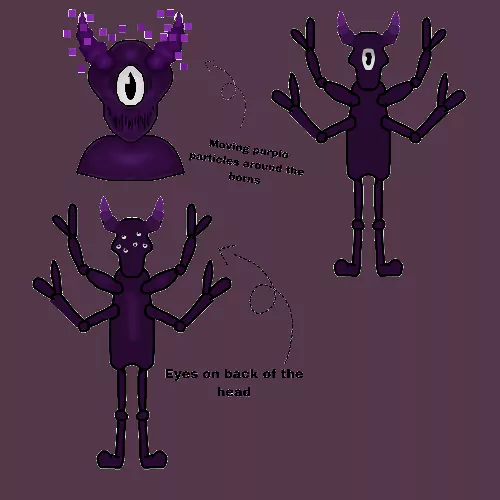 Moving purple
particles around the
horns
Eyes on back of the
head